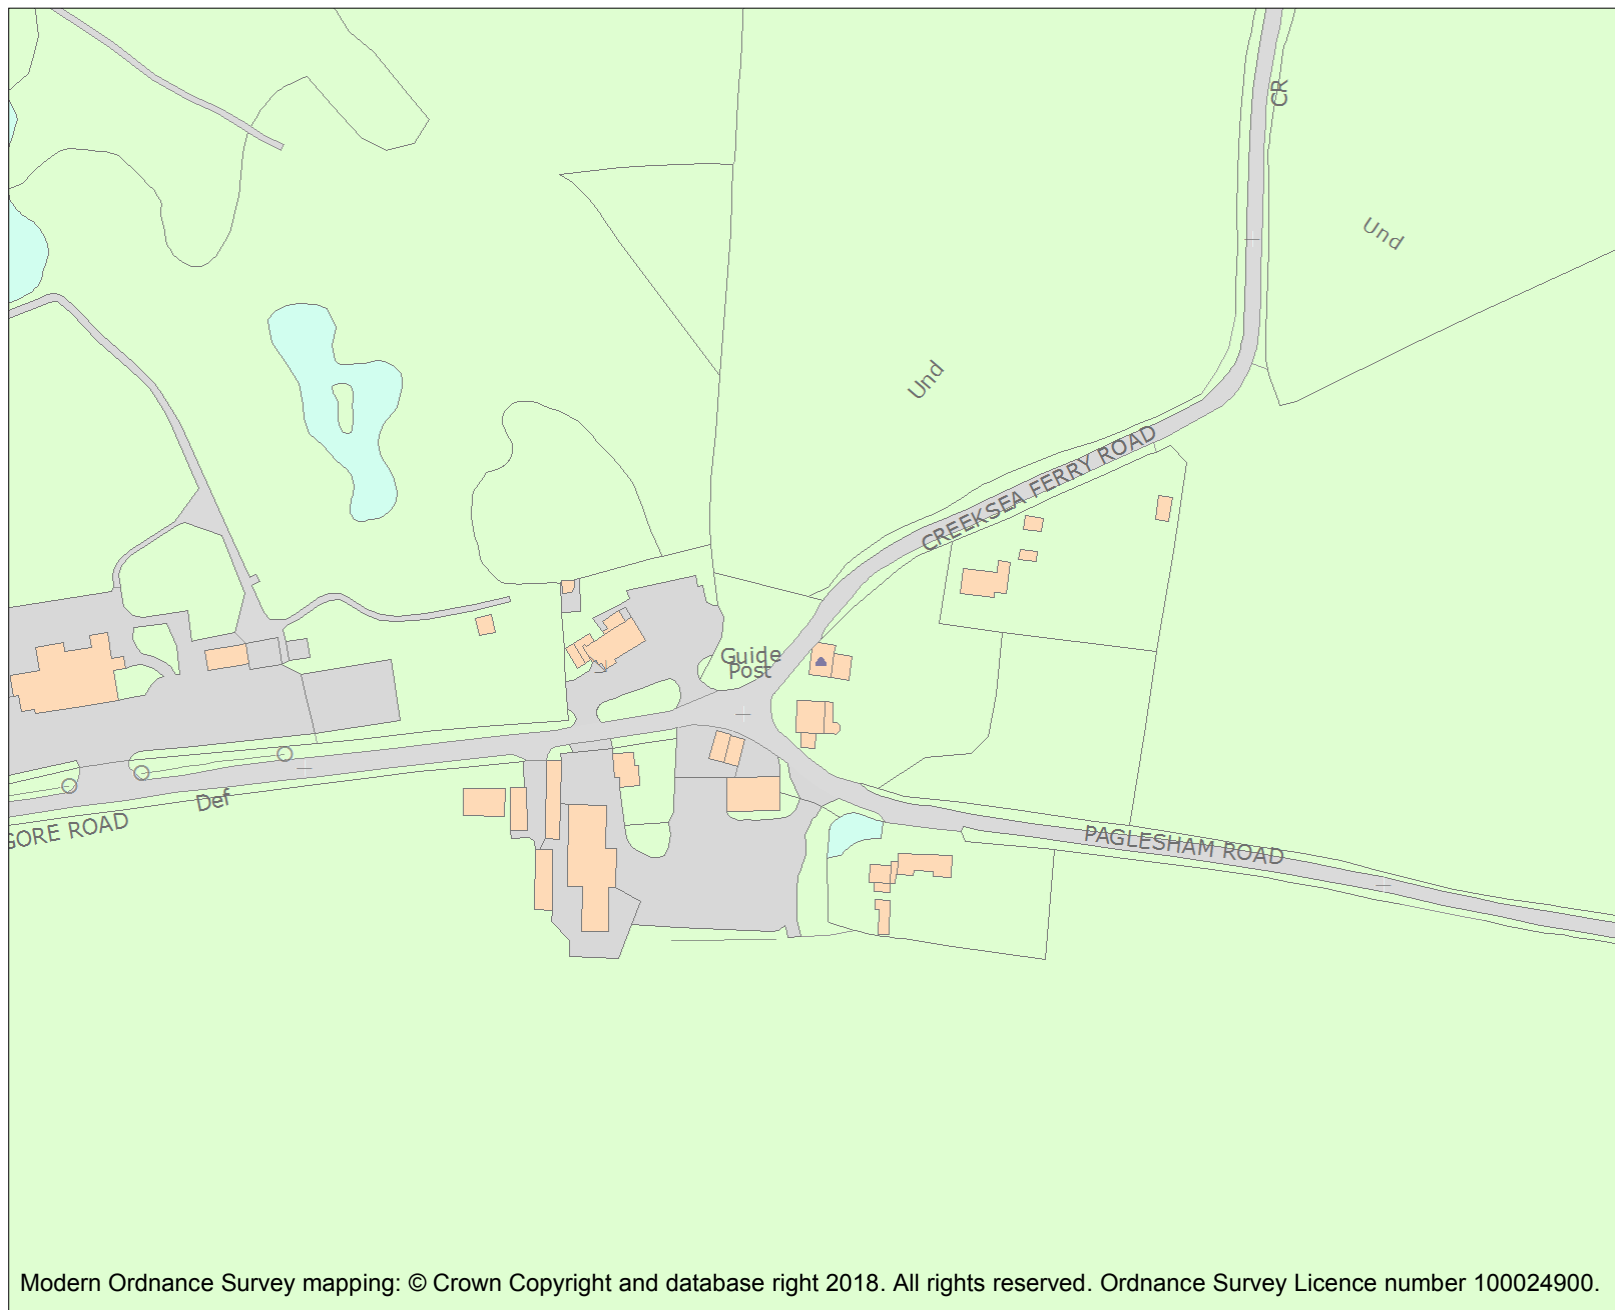 CR
Und
Und
CREEKSEA FERRY ROAD
Guide
Post
Def
GORE ROAD
PAGLESHAM ROAD
Modern Ordnance Survey mapping: © Crown Copyright and database right 2018. All rights reserved. Ordnance Survey Licence number 100024900.